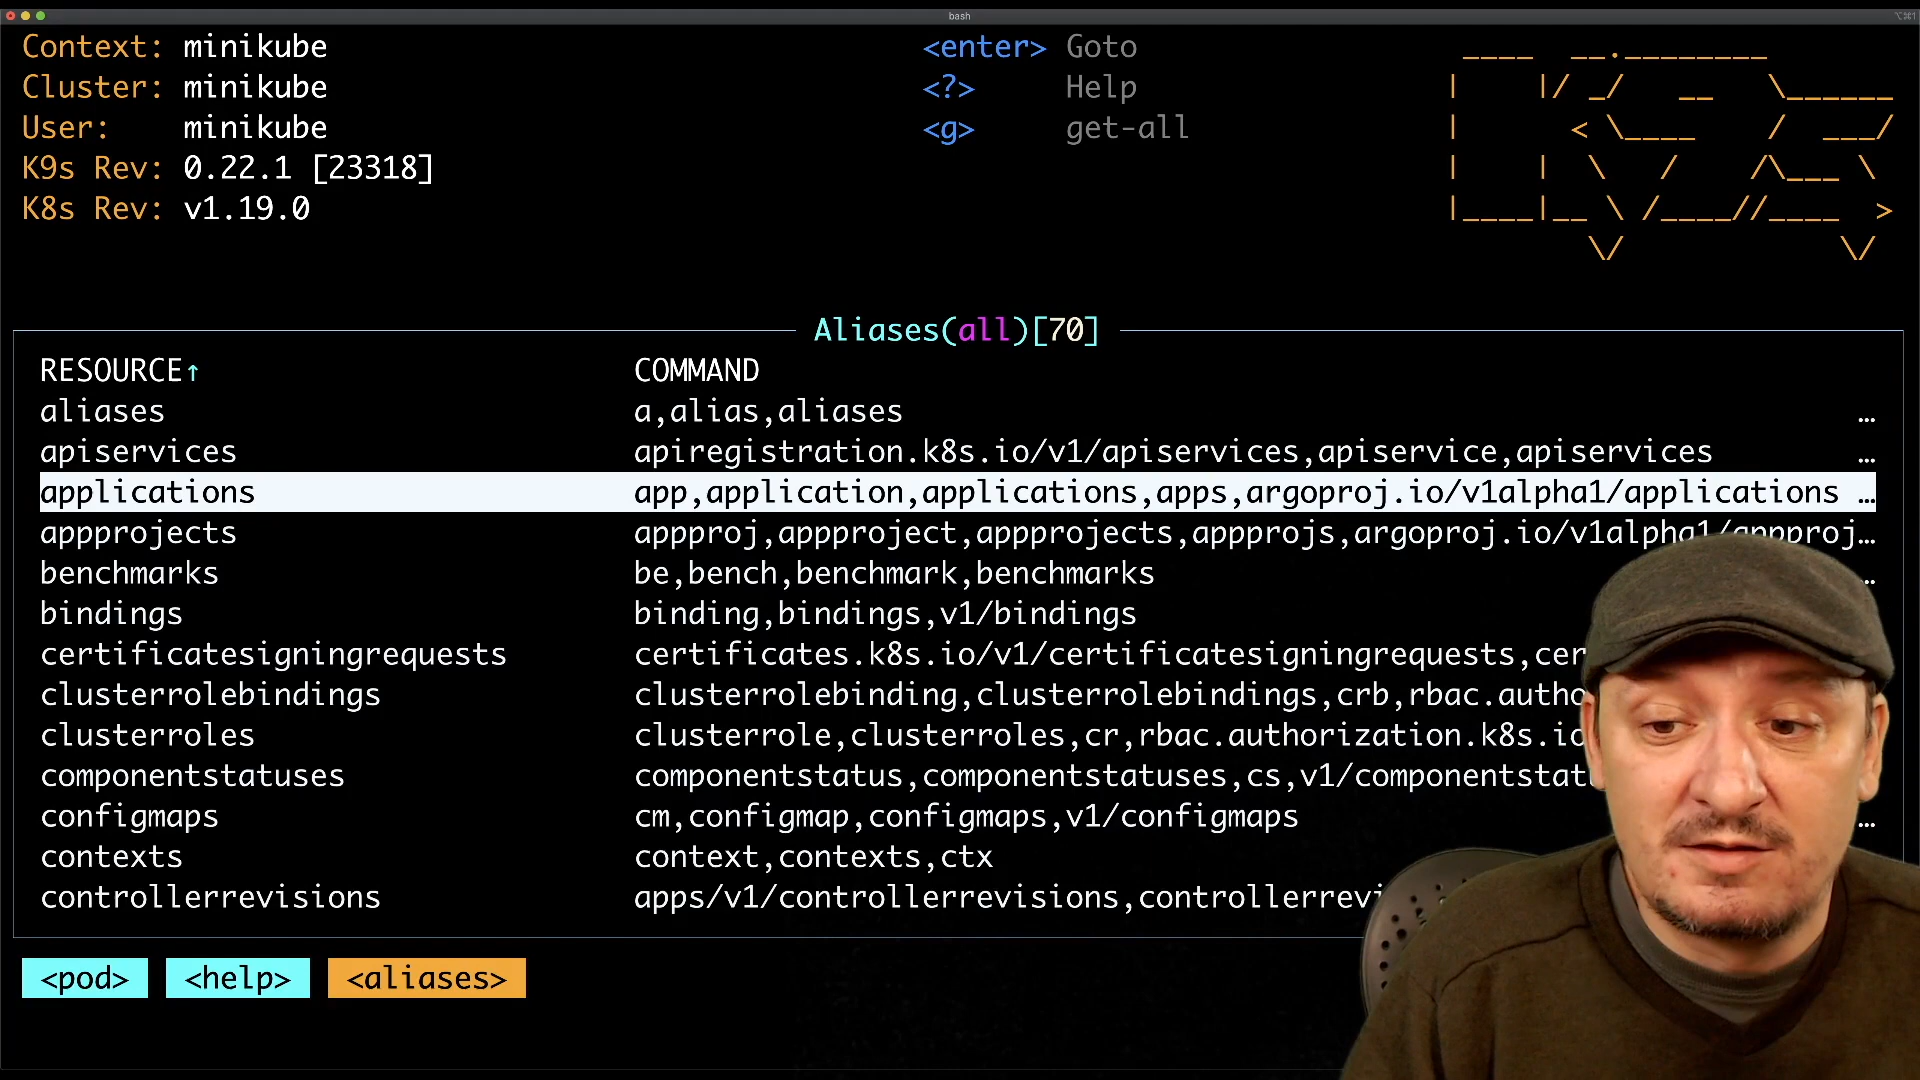 bash
⌥⌘1
Context: minikube
Cluster: minikube
User: minikube
K9s Rev: 0.22.1 [23318]
K8s Rev: v1.19.0
<enter> Goto
<?> Help
<g> get-all
Aliases(all)[70]
RESOURCE↑ COMMAND
aliases a,alias,aliases …
apiservices apiregistration.k8s.io/v1/apiservices,apiservice,apiservices …
applications app,application,applications,apps,argoproj.io/v1alpha1/applications …
appprojects appproj,appproject,appprojects,appprojs,argoproj.io/v1alpha1/appproj…
benchmarks be,bench,benchmark,benchmarks …
bindings binding,bindings,v1/bindings
certificatesigningrequests certificates.k8s.io/v1/certificatesigningrequests,cer
clusterrolebindings clusterrolebinding,clusterrolebindings,crb,rbac.autho
clusterroles clusterrole,clusterroles,cr,rbac.authorization.k8s.io
componentstatuses componentstatus,componentstatuses,cs,v1/componentstat
configmaps cm,configmap,configmaps,v1/configmaps …
contexts context,contexts,ctx
controllerrevisions apps/v1/controllerrevisions,controllerrevi
<pod> <help> <aliases>